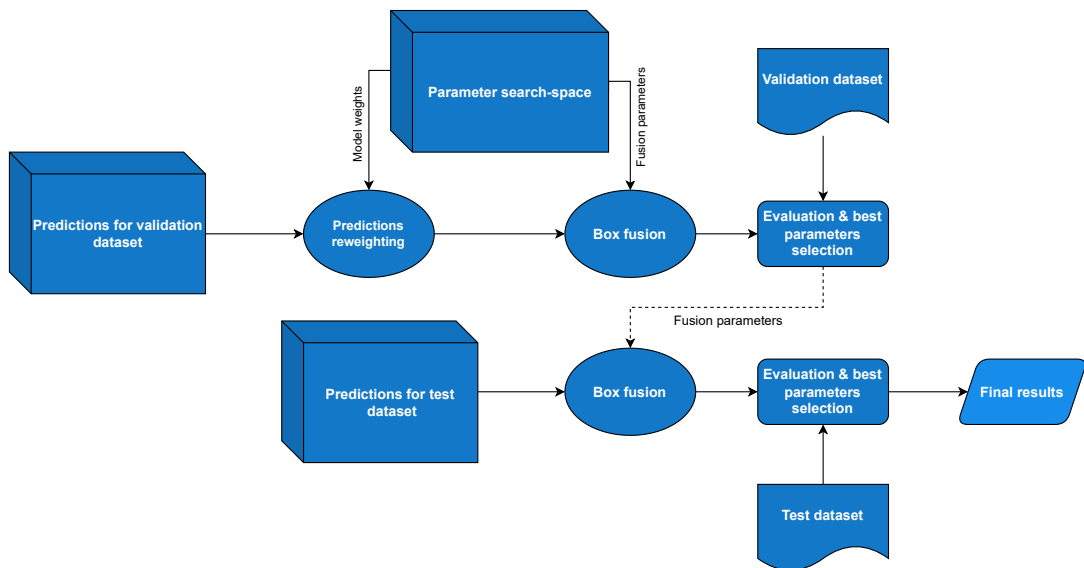 Parameter search-space
Model weights
Fusion parameters
Validation dataset
Predictions for validation
dataset
Predictions
reweighting
Box fusion
Evaluation & best
parameters
selection
Fusion parameters
Predictions for test
dataset
Box fusion
Evaluation & best
parameters
selection
Final results
Test dataset